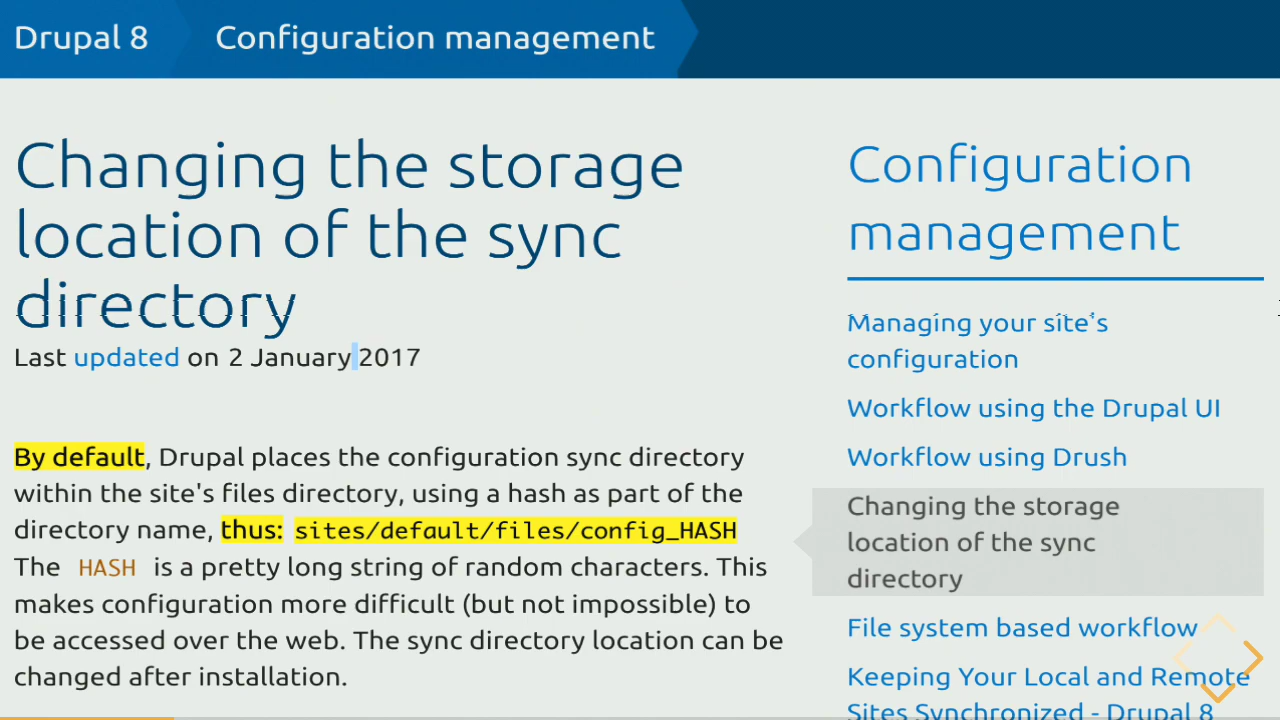 Drupal 8
Configuration management
Changing the storage
location of the sync
directory
Last updated on 2 January 2017
By default, Drupal places the configuration sync directory
within the site's files directory, using a hash as part of the
directory name, thus: sites/default/files/config_HASH
The HASH is a pretty long string of random characters. This
makes configuration more difficult (but not impossible) to
be accessed over the web. The sync directory location can be
changed after installation.
Configuration
management
Managing your site's
configuration
Workflow using the Drupal UI
Workflow using Drush
Changing the storage
location of the sync
directory
File system based workflow
Keeping Your Local and Remote
Sites Synchronized - Drupal 8